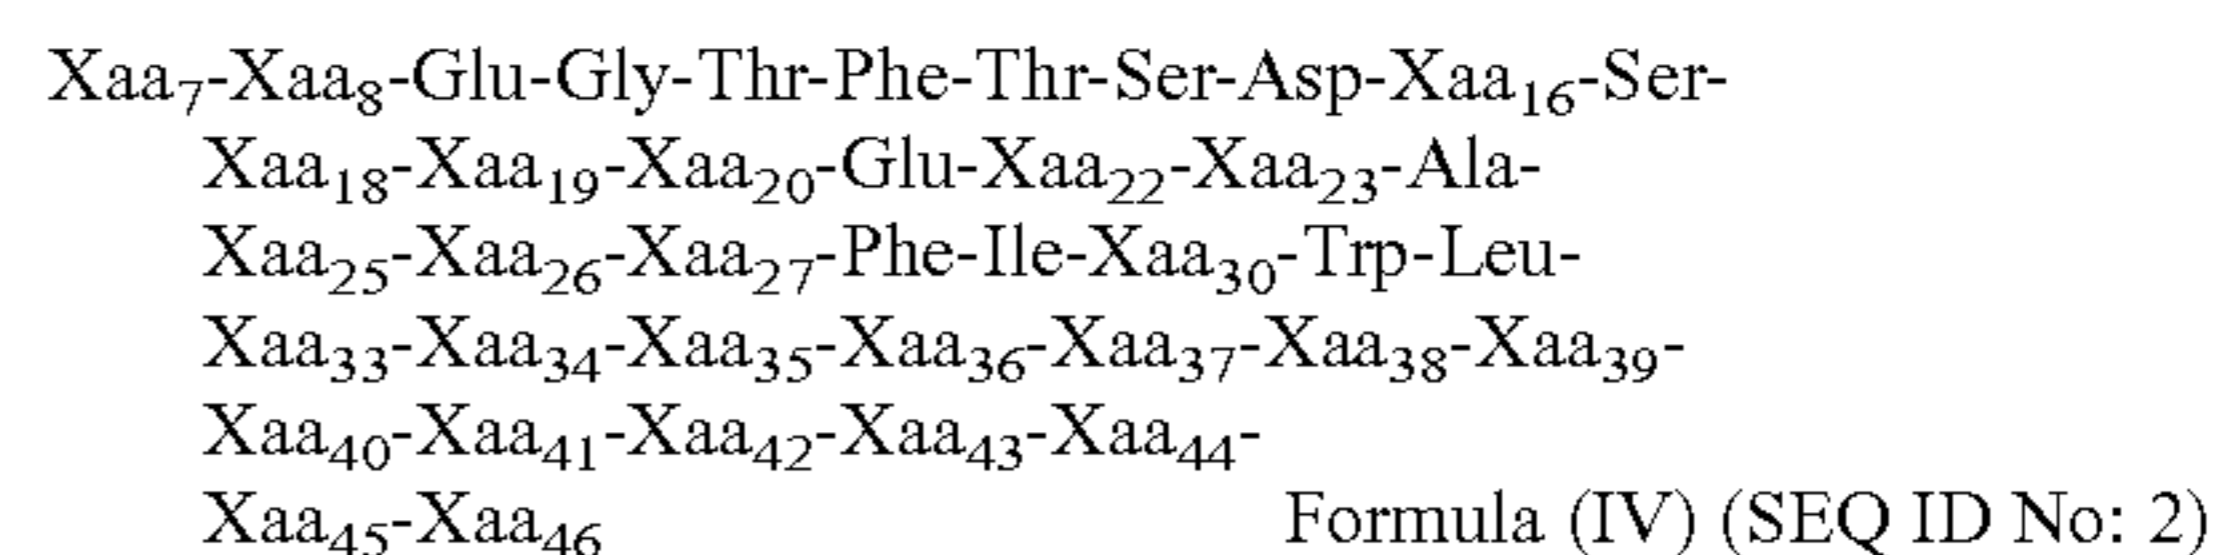 Xaa₇-Xaa₈-Glu-Gly-Thr-Phe-Thr-Ser-Asp-Xaa₁₆-Ser-
Xaa₁₈-Xaa₁₉-Xaa₂₀-Glu-Xaa₂₂-Xaa₂₃-Ala-
Xaa₂₅-Xaa₂₆-Xaa₂₇-Phe-Ile-Xaa₃₀-Trp-Leu-
Xaa₃₃-Xaa₃₄-Xaa₃₅-Xaa₃₆-Xaa₃₇-Xaa₃₈-Xaa₃₉-
Xaa₄₀-Xaa₄₁-Xaa₄₂-Xaa₄₃-Xaa₄₄-
Xaa₄₅-Xaa₄₆ Formula (IV) (SEQ ID No: 2)